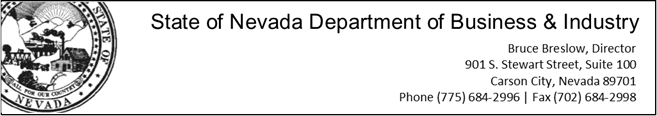 State of Nevada Department of Business & Industry
Bruce Breslow, Director
901 S. Stewart Street, Suite 100
Carson City, Nevada 89701
Phone (775) 684-2996 | Fax (702) 684-2998
STATE OF
NEVADA
ALL FOR OUR COUNTRY